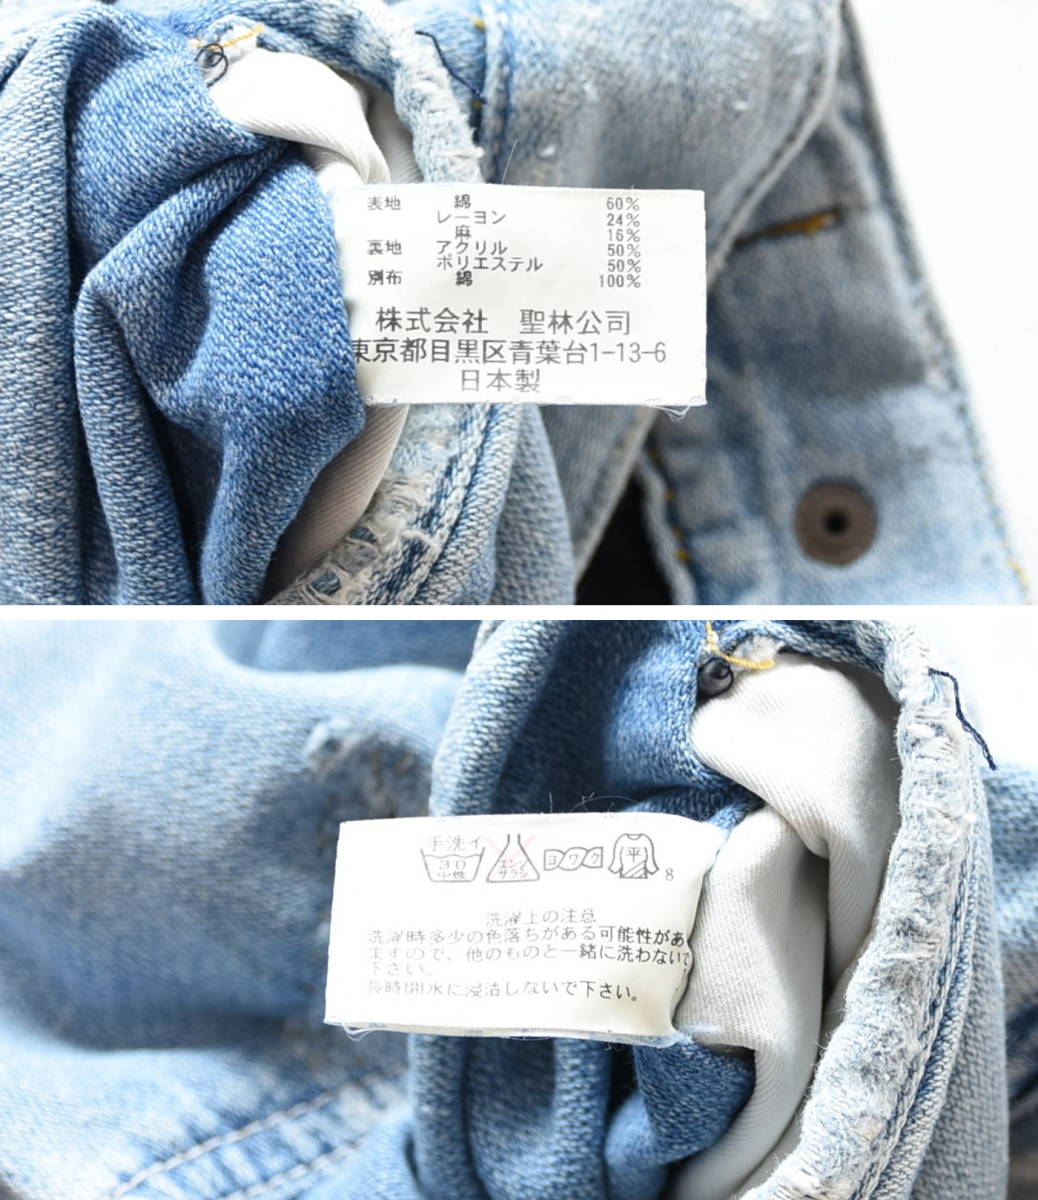 表地 綿 60%
レーヨン 24%
麻 16%
裏地 アクリル 50%
ポリエステル 50%
別布 綿 100%
株式会社 聖林公司
東京都目黒区青葉台1-13-6
日本製
手洗イ
30
中性
エンソ
サラシ
ヨワク
平
8
洗濯上の注意
洗濯時多少の色落ちがある可能性があ
ますので、他のものと一緒に洗わないで
下さい。
長時間水に浸漬しないで下さい。